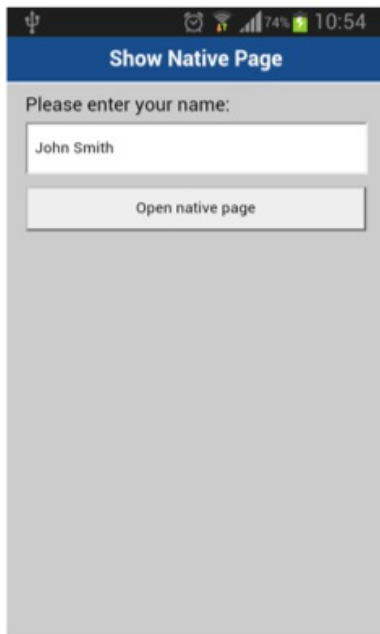 74% 10:54
Show Native Page
Please enter your name:
John Smith
Open native page